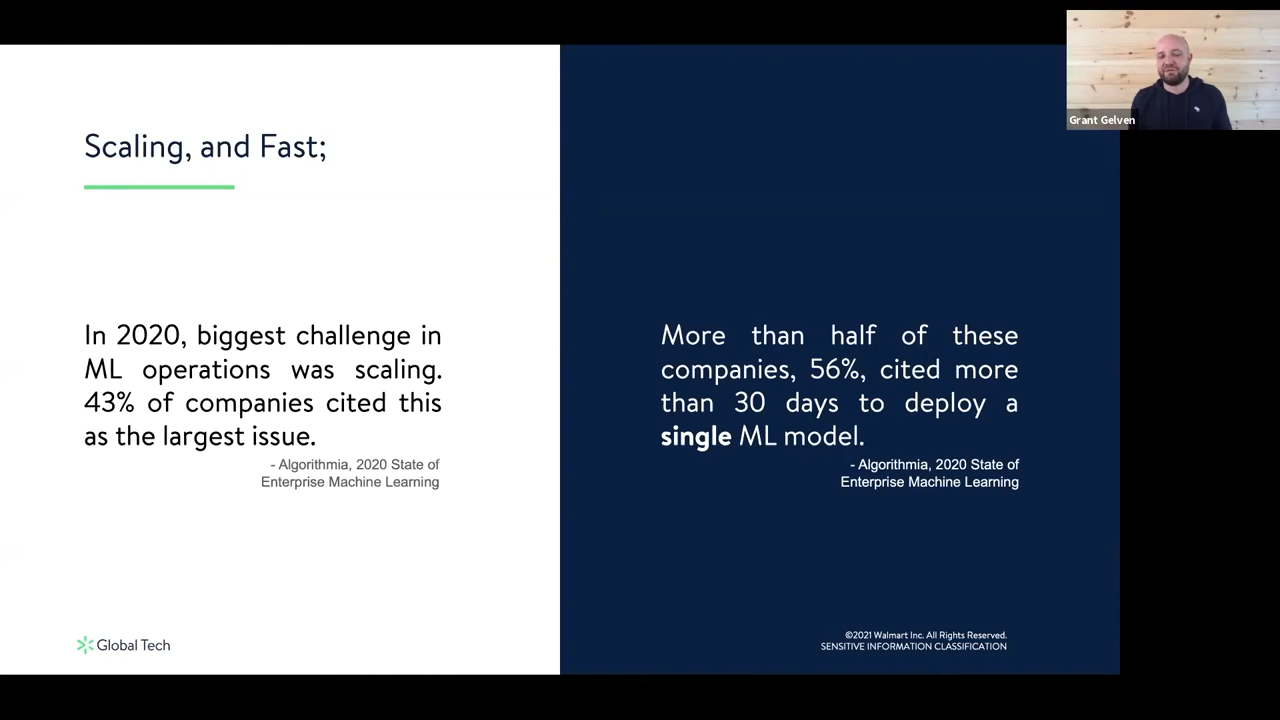 Scaling, and Fast;
In 2020, biggest challenge in
ML operations was scaling.
43% of companies cited this
as the largest issue.
- Algorithmia, 2020 State of
Enterprise Machine Learning
More than half of these
companies, 56%, cited more
than 30 days to deploy a
single ML model.
- Algorithmia, 2020 State of
Enterprise Machine Learning
Global Tech
©2021 Walmart Inc. All Rights Reserved.
SENSITIVE INFORMATION CLASSIFICATION
Grant Gelven